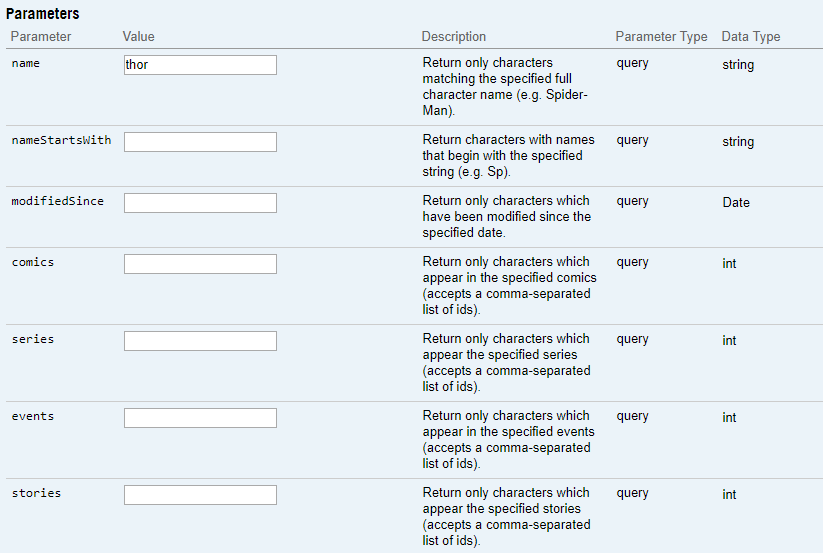 Parameters
Parameter Value Description Parameter Type Data Type
name thor Return only characters query string
matching the specified full
character name (e.g. Spider-
Man).
nameStartsWith Return characters with names query string
that begin with the specified
string (e.g. Sp).
modifiedSince Return only characters which query Date
have been modified since the
specified date.
comics Return only characters which query int
appear in the specified comics
(accepts a comma-separated
list of ids).
series Return only characters which query int
appear the specified series
(accepts a comma-separated
list of ids).
events Return only characters which query int
appear in the specified events
(accepts a comma-separated
list of ids).
stories Return only characters which query int
appear the specified stories
(accepts a comma-separated
list of ids).